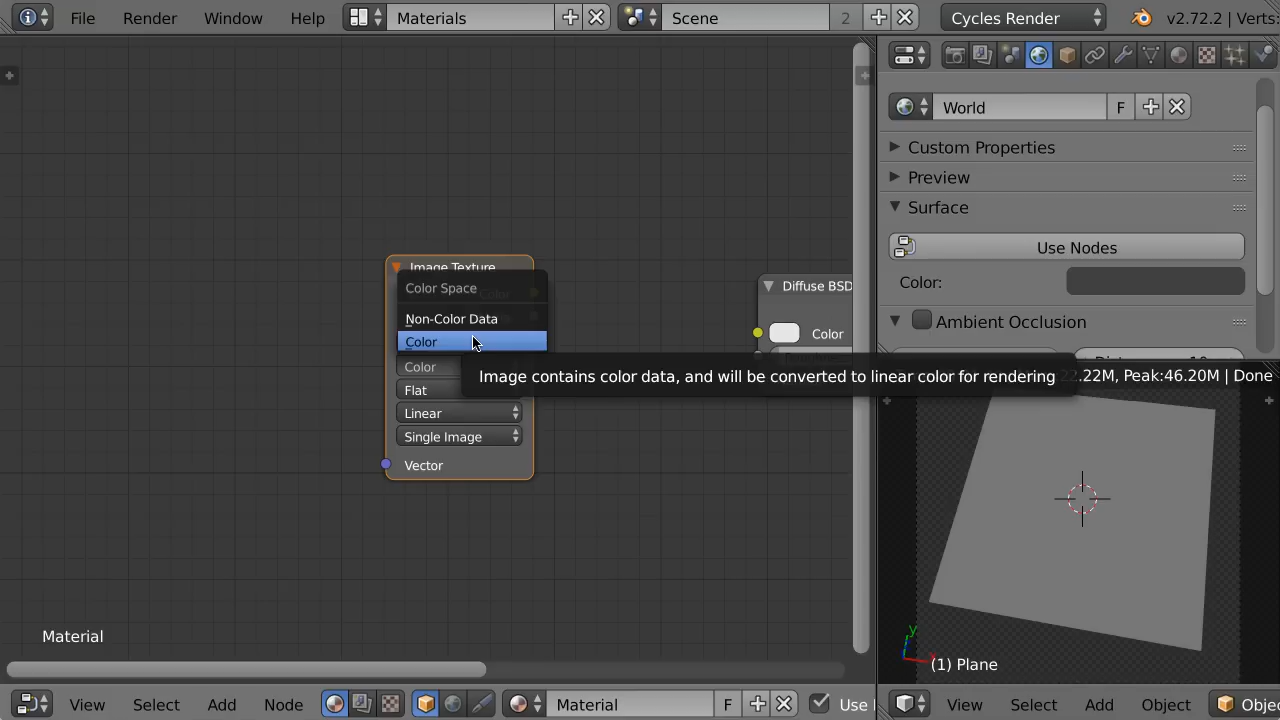 File Render Window Help Materials Scene 2 Cycles Render v2.72.2 | Verts:
World F
Custom Properties
Preview
Surface
Use Nodes
Color:
Ambient Occlusion
Image Texture
Color Space
Non-Color Data
Color
Color
Flat
Linear
Single Image
Vector
Diffuse BSD
Color
Image contains color data, and will be converted to linear color for rendering
22.22M, Peak:46.20M | Done
y
x
(1) Plane
Material
View Select Add Node Material F Use
View Select Add Object Objec